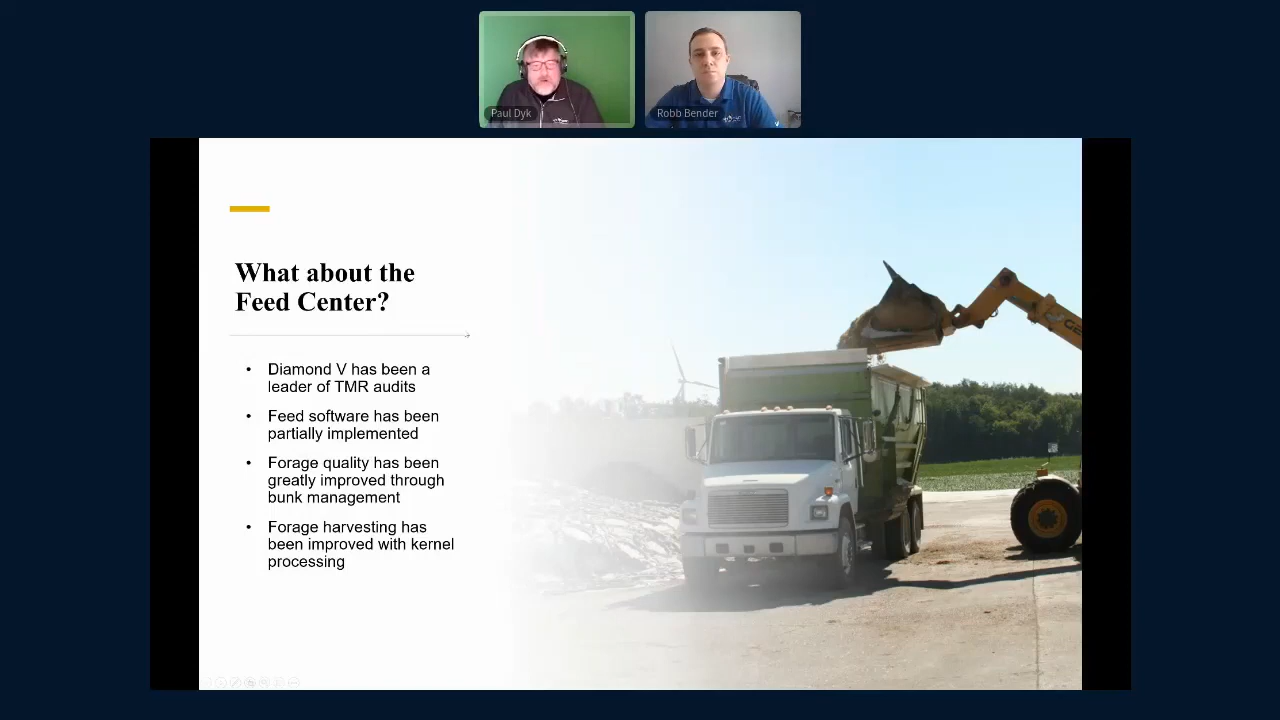 Paul Dyk
Robb Bender
What about the
Feed Center?
• Diamond V has been a
leader of TMR audits
• Feed software has been
partially implemented
• Forage quality has been
greatly improved through
bunk management
• Forage harvesting has
been improved with kernel
processing